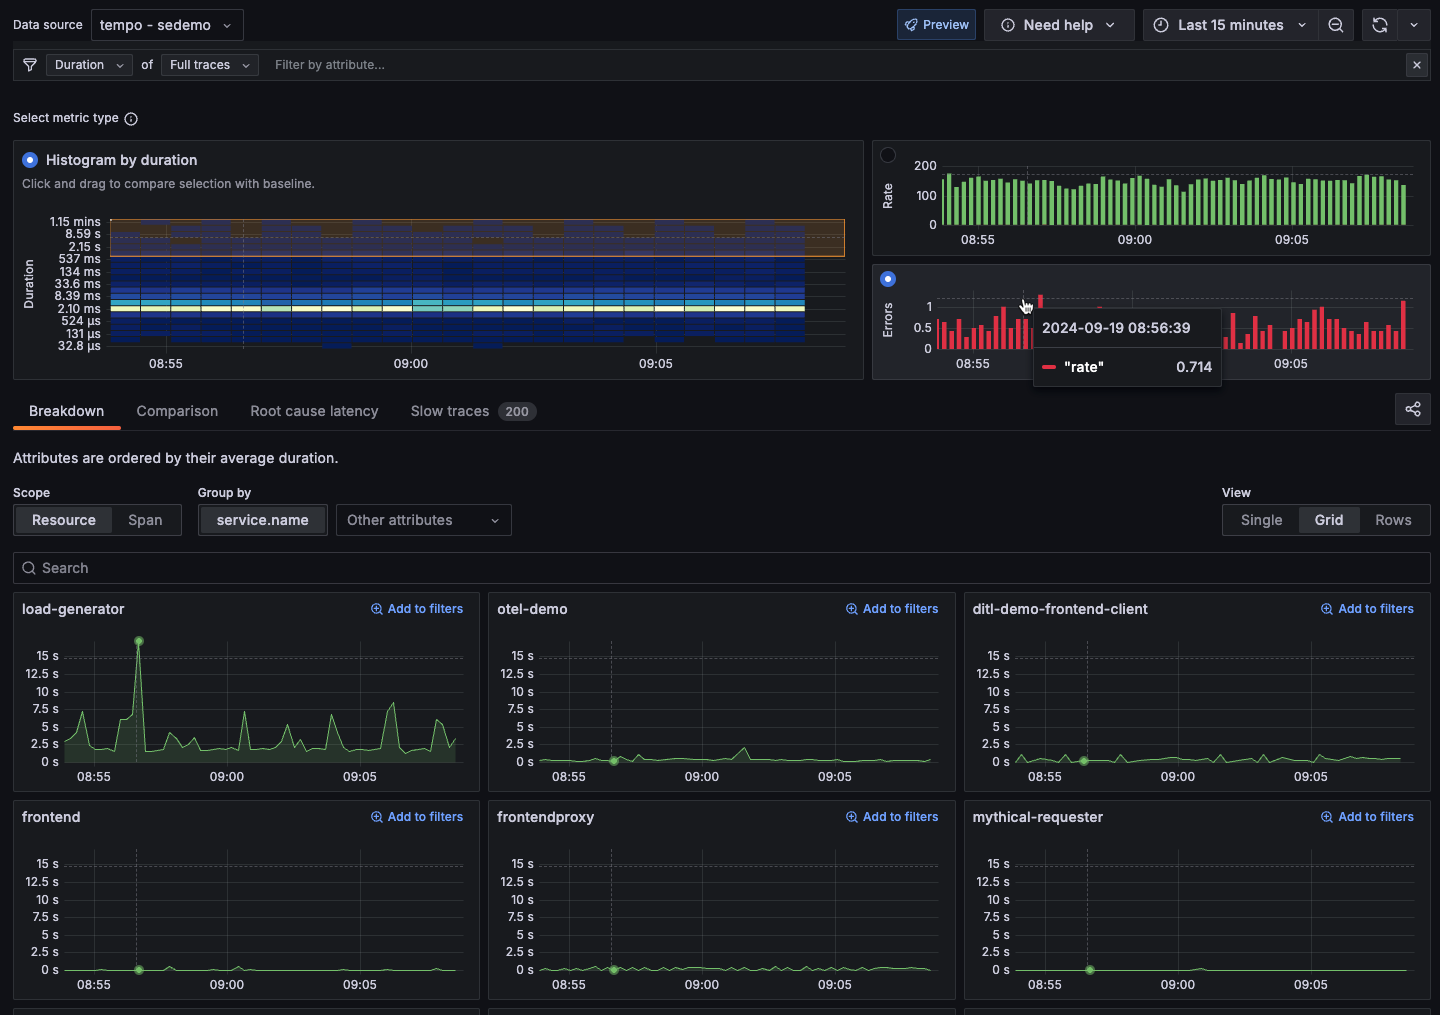 Data source
tempo - sedemo
Preview
Need help
Last 15 minutes
Duration
of
Full traces
Filter by attribute...
Select metric type
Histogram by duration
Click and drag to compare selection with baseline.
Duration
1.15 mins
8.59 s
2.15 s
537 ms
134 ms
33.6 ms
8.39 ms
2.10 ms
524 µs
131 µs
32.8 µs
08:55
09:00
09:05
Rate
200
100
0
08:55
09:00
09:05
Errors
1
0.5
0
08:55
09:05
2024-09-19 08:56:39
"rate"
0.714
Breakdown
Comparison
Root cause latency
Slow traces
200
Attributes are ordered by their average duration.
Scope
Group by
View
Resource
Span
service.name
Other attributes
Single
Grid
Rows
Search
load-generator
Add to filters
15 s
12.5 s
10 s
7.5 s
5 s
2.5 s
0 s
08:55
09:00
09:05
otel-demo
Add to filters
15 s
12.5 s
10 s
7.5 s
5 s
2.5 s
0 s
08:55
09:00
09:05
ditl-demo-frontend-client
Add to filters
15 s
12.5 s
10 s
7.5 s
5 s
2.5 s
0 s
08:55
09:00
09:05
frontend
Add to filters
15 s
12.5 s
10 s
7.5 s
5 s
2.5 s
0 s
08:55
09:00
09:05
frontendproxy
Add to filters
15 s
12.5 s
10 s
7.5 s
5 s
2.5 s
0 s
08:55
09:00
09:05
mythical-requester
Add to filters
15 s
12.5 s
10 s
7.5 s
5 s
2.5 s
0 s
08:55
09:00
09:05